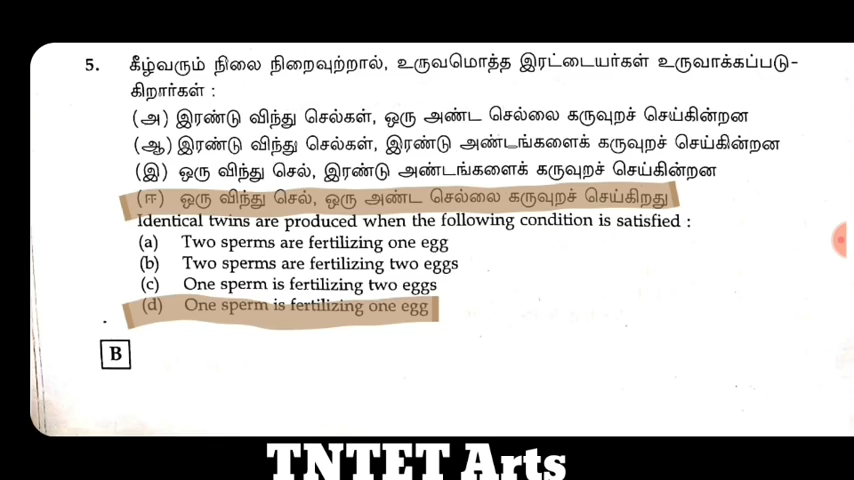 5. கீழ்வரும் நிலை நிறைவுற்றால், உருவமொத்த இரட்டையர்கள் உருவாக்கப்படு-
கிறார்கள் :
(அ) இரண்டு விந்து செல்கள், ஒரு அண்ட செல்லை கருவுறச் செய்கின்றன
(ஆ) இரண்டு விந்து செல்கள், இரண்டு அண்டங்களைக் கருவுறச் செய்கின்றன
(இ) ஒரு விந்து செல், இரண்டு அண்டங்களைக் கருவுறச் செய்கின்றன
(ஈ) ஒரு விந்து செல், ஒரு அண்ட செல்லை கருவுறச் செய்கிறது
Identical twins are produced when the following condition is satisfied :
(a) Two sperms are fertilizing one egg
(b) Two sperms are fertilizing two eggs
(c) One sperm is fertilizing two eggs
(d) One sperm is fertilizing one egg
B
TNTET Arts